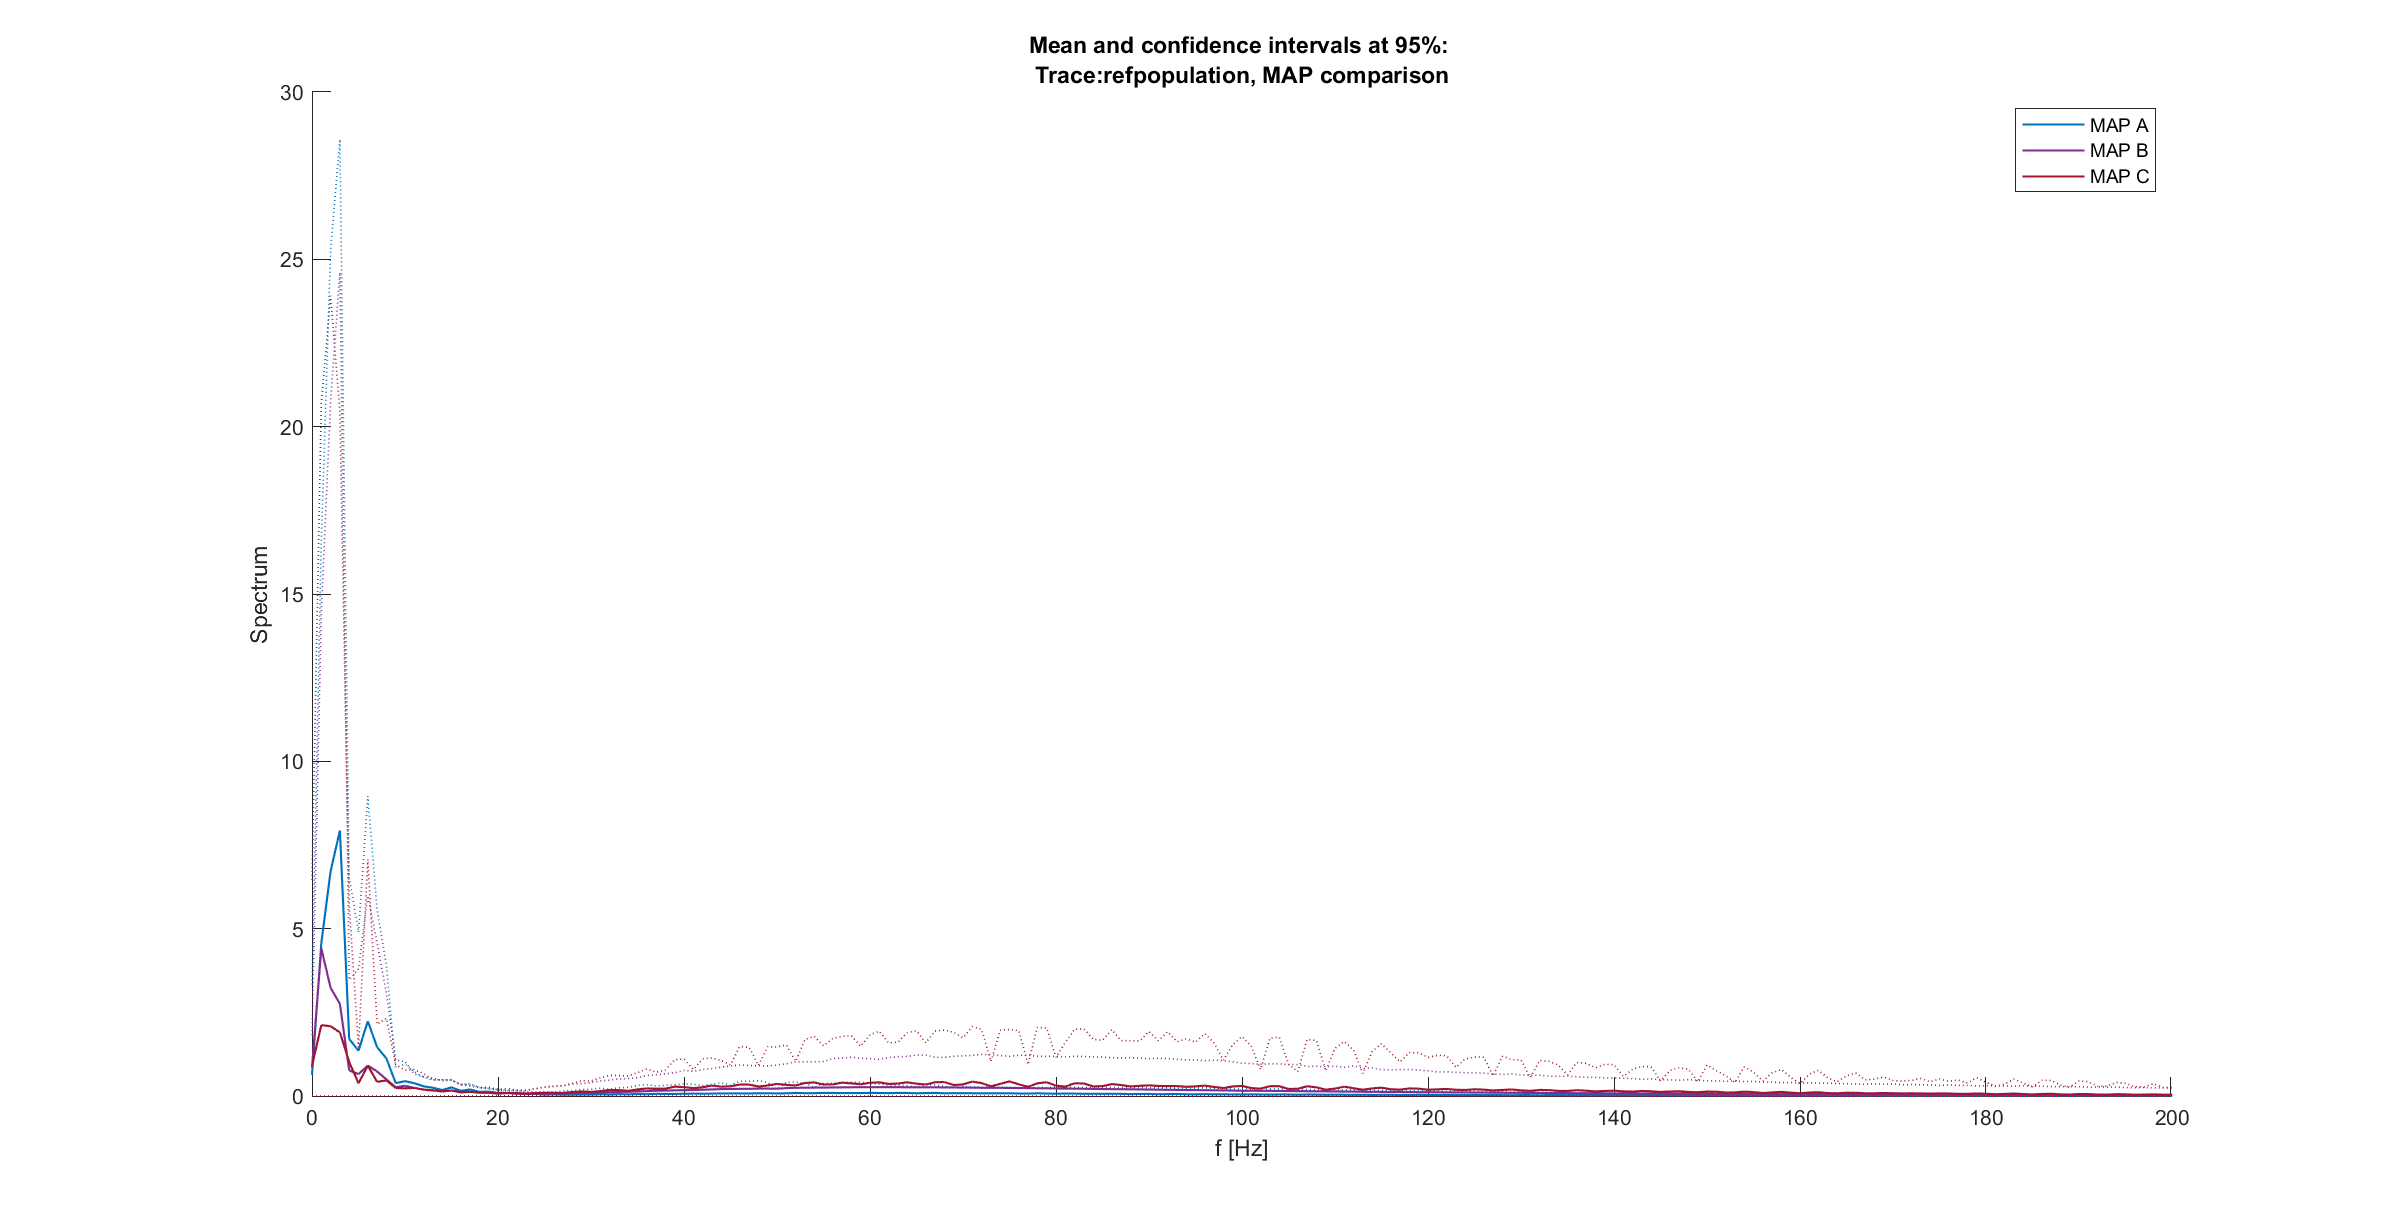 Mean and confidence intervals at 95%:
Trace:refpopulation, MAP comparison
30
25
20
15
10
5
0
Spectrum
MAP A
MAP B
MAP C
0 20 40 60 80 100 120 140 160 180 200
f [Hz]